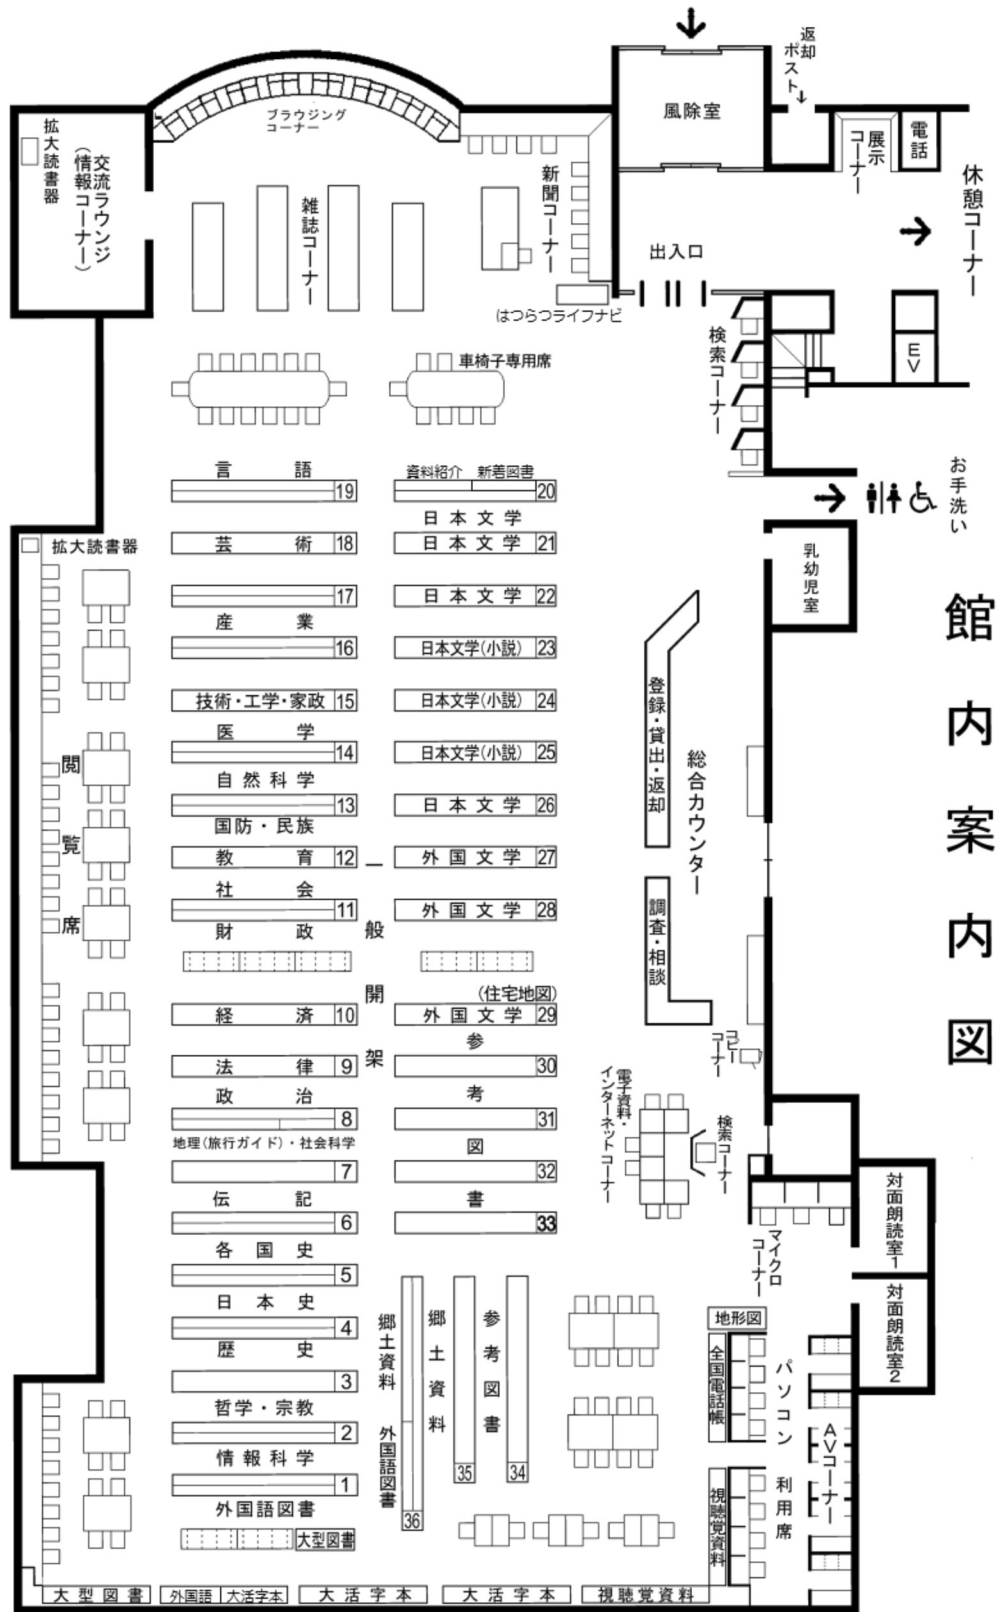 館内案内図
返却
ポスト
風除室
展示
コーナー
電話
休憩コーナー
出入口
拡大読書器
交流ラウンジ
(情報コーナー)
ブラウジング
コーナー
雑誌コーナー
新聞コーナー
はつらつライフナビ
検索コーナー
EV
車椅子専用席
お手洗い
乳幼児室
言語
19
資料紹介 新着図書
20
日本文学
拡大読書器
芸術 18
日本文学 21
17
日本文学 22
産業
16
日本文学(小説) 23
技術・工学・家政 15
日本文学(小説) 24
医学
14
日本文学(小説) 25
自然科学
13
日本文学 26
国防・民族
教育 12
外国文学 27
社会
11
外国文学 28
財政
閲覧席
一般開架
登録・貸出・返却
総合カウンター
調査・相談
(住宅地図)
経済 10
外国文学 29
参考図書
法律 9
30
政治
8
31
地理(旅行ガイド)・社会科学
7
32
伝記
6
33
各国史
5
日本史
4
歴史
3
哲学・宗教
2
情報科学
1
外国語図書
大型図書
コピー
コーナー
電子資料・
インターネットコーナー
検索コーナー
マイクロ
コーナー
対面朗読室1
対面朗読室2
郷土資料
外国語図書
36
郷土資料
35
参考図書
34
地形図
全国電話帳
パソコン利用席
AVコーナー
視聴覚資料
大型図書
外国語
大活字本
大活字本
大活字本
視聴覚資料